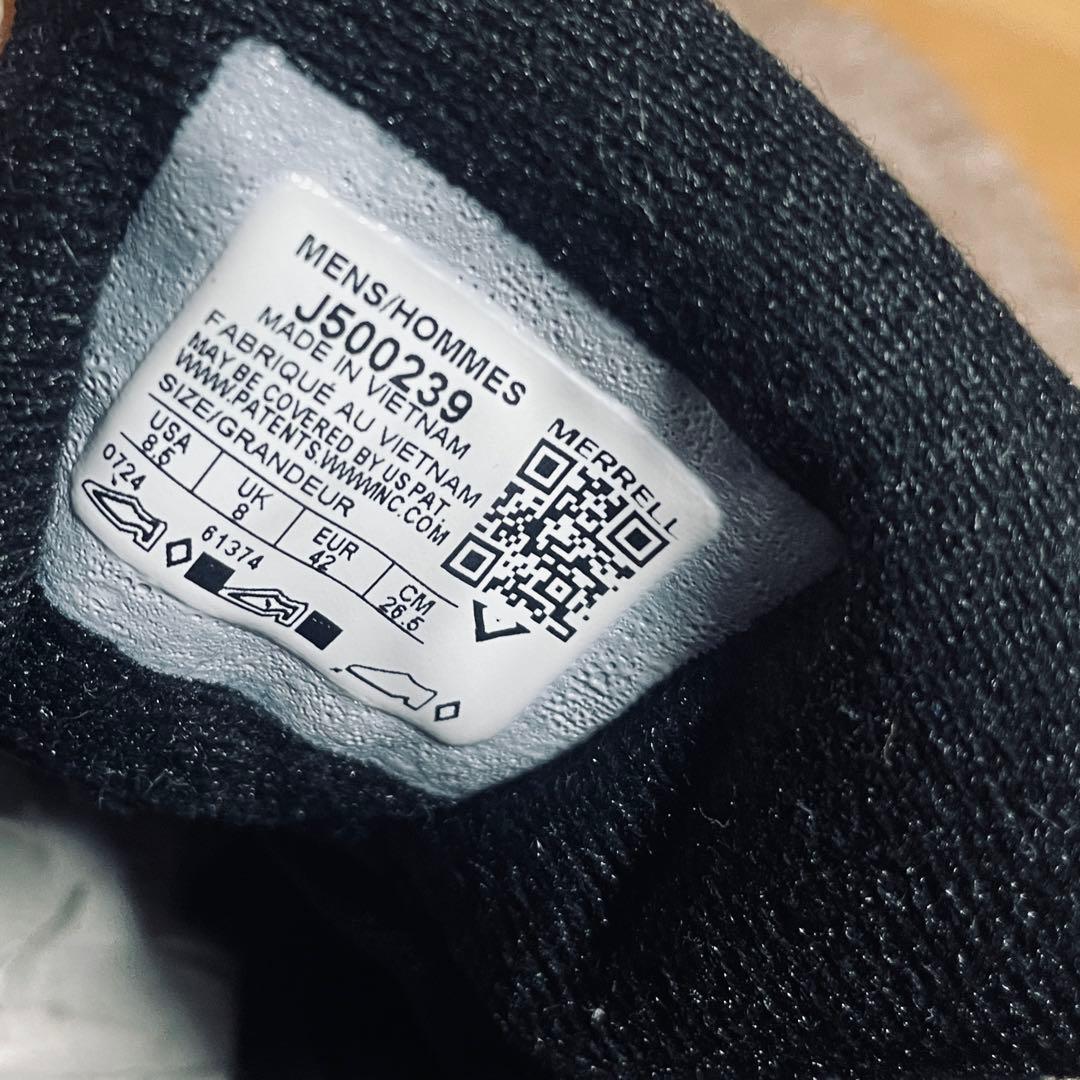 MENS/HOMMES
J500239
MADE IN VIETNAM
FABRIQUÉ AU VIETNAM
MAY BE COVERED BY US PAT.
WWW.PATENTS.WWWINC.COM
SIZE/GRANDEUR
USA UK EUR CM
8.5 8 42 26.5
0724 61374
MERRELL